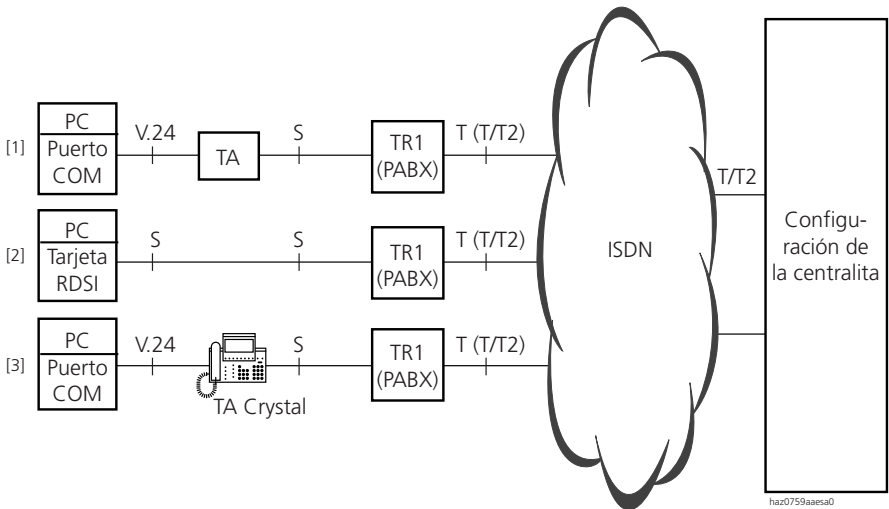 [1]
PC
Puerto
COM
V.24
TA
S
TR1
(PABX)
T (T/T2)
[2]
PC
Tarjeta
RDSI
S
S
TR1
(PABX)
T (T/T2)
[3]
PC
Puerto
COM
V.24
TA Crystal
S
TR1
(PABX)
T (T/T2)
ISDN
T/T2
Configu-
ración de
la centralita
haz0759aaesa0